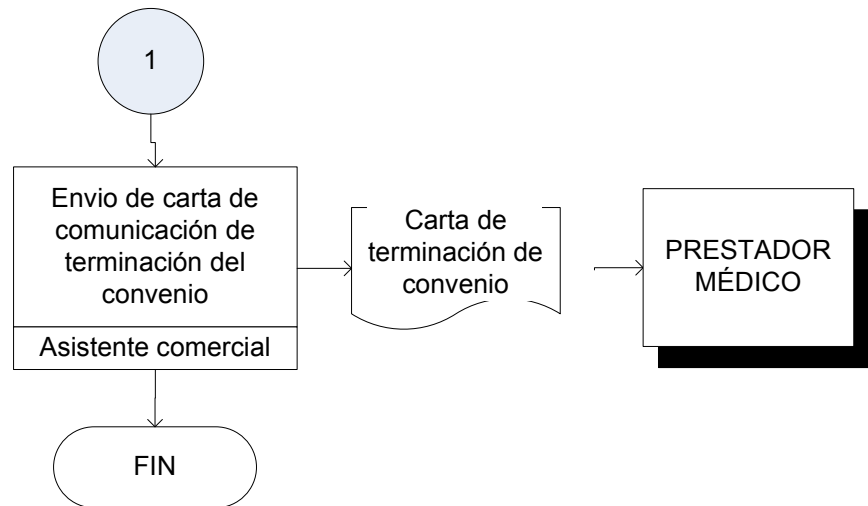 1
Envio de carta de
comunicación de
terminación del
convenio
Asistente comercial
Carta de
terminación de
convenio
PRESTADOR
MÉDICO
FIN